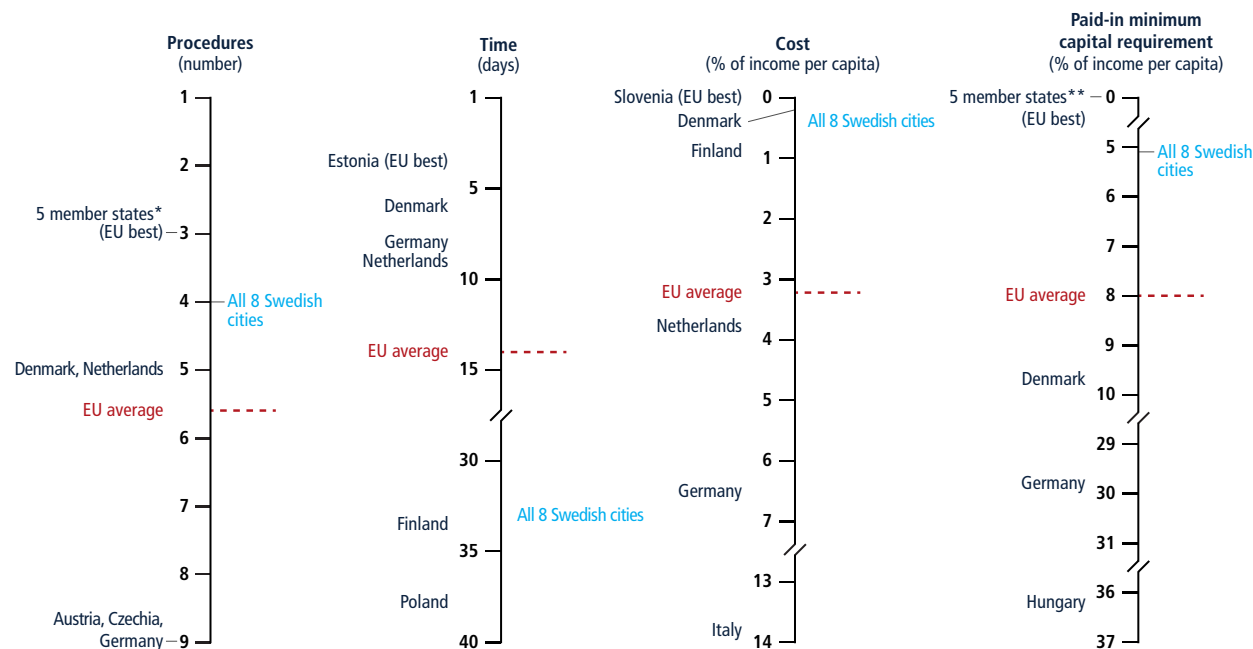 Procedures
(number)
1
2
5 member states*
(EU best)
3
4
All 8 Swedish
cities
Denmark, Netherlands
5
EU average
6
7
8
Austria, Czechia,
Germany
9
Time
(days)
1
Estonia (EU best)
5
Denmark
Germany
Netherlands
10
EU average
15
30
All 8 Swedish cities
Finland
35
Poland
40
Cost
(% of income per capita)
Slovenia (EU best)
0
Denmark
All 8 Swedish cities
Finland
1
2
3
EU average
Netherlands
4
5
6
Germany
7
13
Italy
14
Paid-in minimum
capital requirement
(% of income per capita)
5 member states**
(EU best)
0
5
All 8 Swedish
cities
6
7
EU average
8
9
Denmark
10
29
Germany
30
31
36
Hungary
37